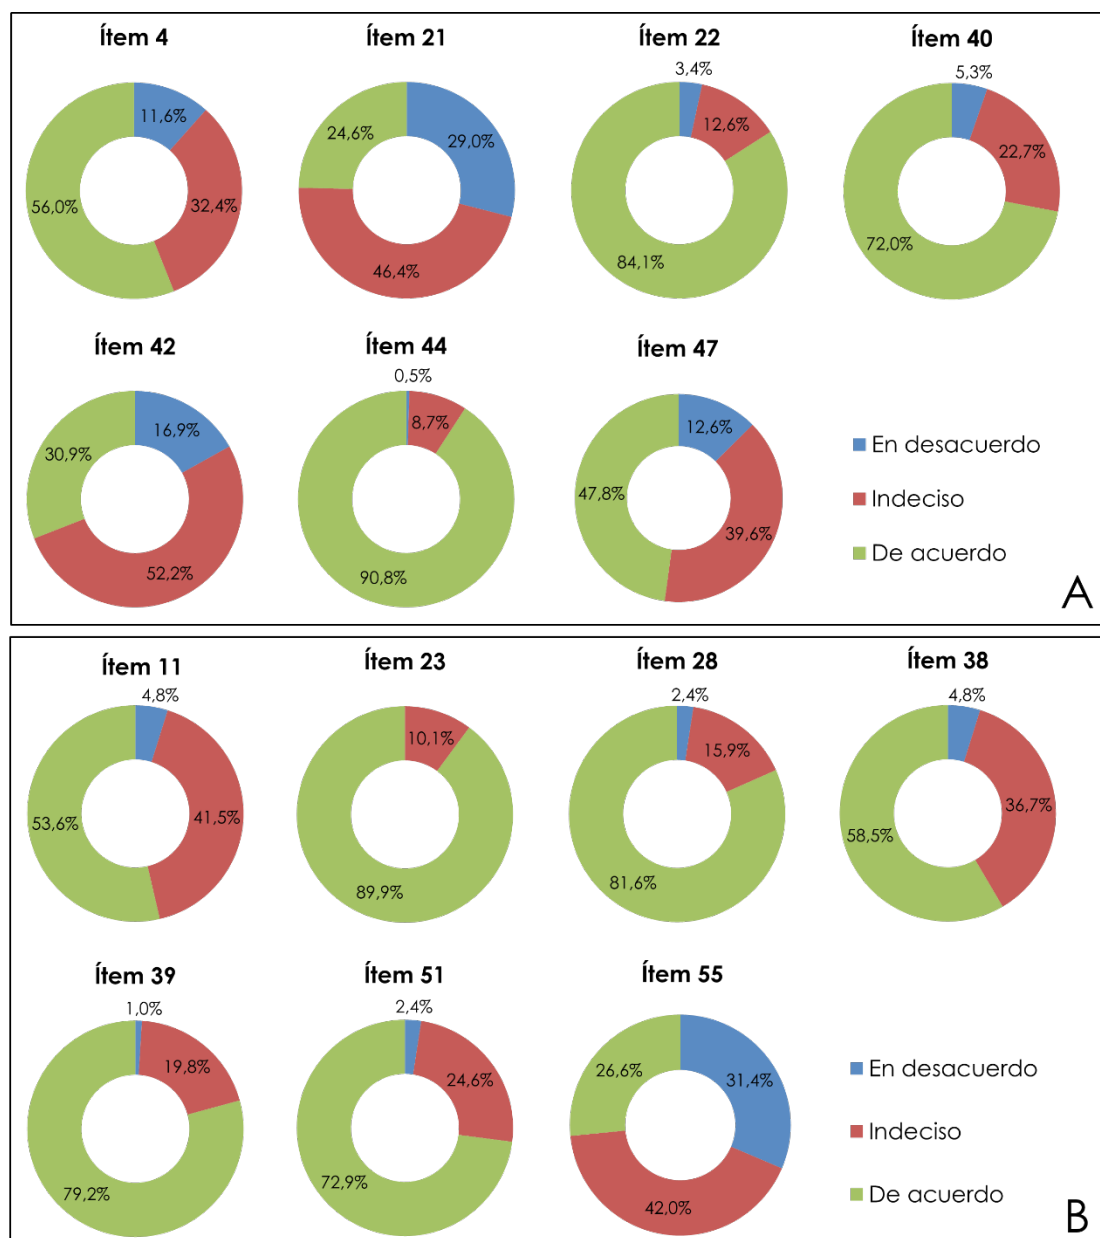 Ítem 4
Ítem 21
Ítem 22
Ítem 40
11,6%
32,4%
56,0%
29,0%
46,4%
24,6%
3,4%
12,6%
84,1%
5,3%
22,7%
72,0%
Ítem 42
Ítem 44
Ítem 47
16,9%
52,2%
30,9%
0,5%
8,7%
90,8%
12,6%
39,6%
47,8%
En desacuerdo
Indeciso
De acuerdo
A
Ítem 11
Ítem 23
Ítem 28
Ítem 38
4,8%
41,5%
53,6%
10,1%
89,9%
2,4%
15,9%
81,6%
4,8%
36,7%
58,5%
Ítem 39
Ítem 51
Ítem 55
1,0%
19,8%
79,2%
2,4%
24,6%
72,9%
31,4%
42,0%
26,6%
En desacuerdo
Indeciso
De acuerdo
B